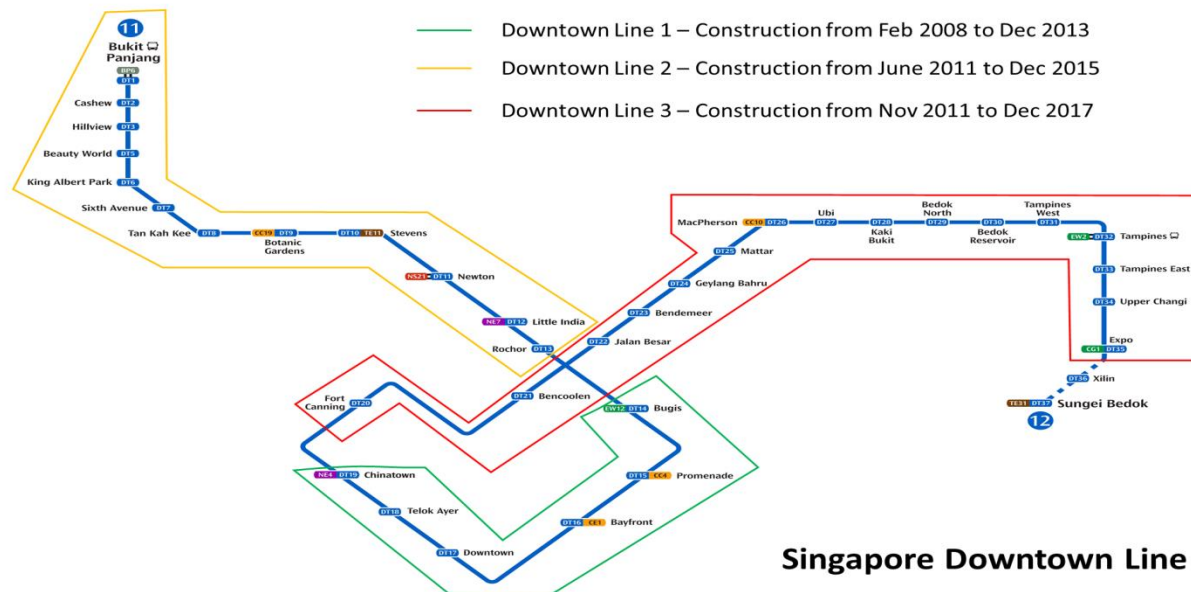 11
Bukit
Panjang
BP6
DT1
Cashew DT2
Hillview DT3
Beauty World DT5
King Albert Park DT6
Sixth Avenue DT7
Tan Kah Kee DT8
CC19 DT9
Botanic
Gardens
DT10 TE11 Stevens
NS21 DT11 Newton
NE7 DT12 Little India
Rochor DT13
Downtown Line 1 – Construction from Feb 2008 to Dec 2013
Downtown Line 2 – Construction from June 2011 to Dec 2015
Downtown Line 3 – Construction from Nov 2011 to Dec 2017
MacPherson CC10 DT26
Ubi
DT27
DT28
Kaki
Bukit
Bedok
North
DT29
DT30
Bedok
Reservoir
Tampines
West
DT31
EW2 DT32 Tampines
DT33 Tampines East
DT34 Upper Changi
Expo
CG1 DT35
DT36 Xilin
TE31 DT37 Sungei Bedok
12
DT25 Mattar
DT24 Geylang Bahru
DT23 Bendemeer
DT22 Jalan Besar
DT21 Bencoolen
Fort
Canning DT20
EW12 DT14 Bugis
DT15 CC4 Promenade
DT16 CE1 Bayfront
DT17 Downtown
DT18 Telok Ayer
NE4 DT19 Chinatown
Singapore Downtown Line